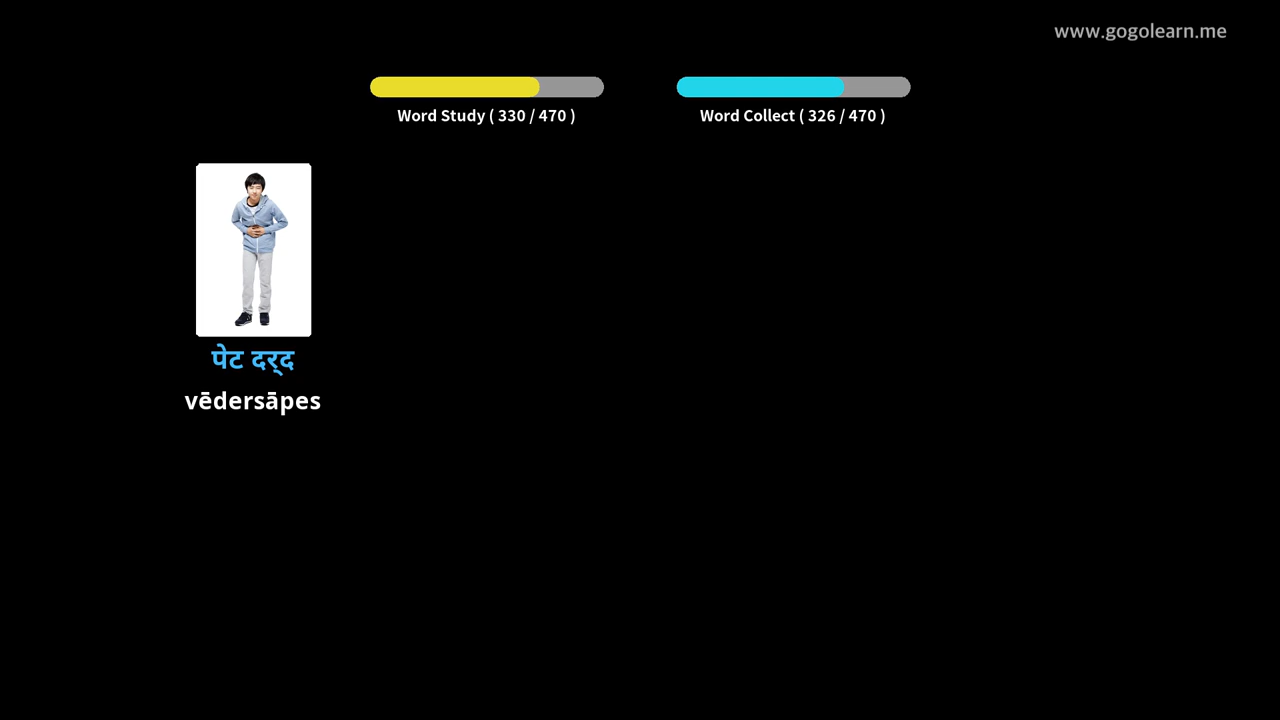 www.gogolearn.me
Word Study ( 330 / 470 )
Word Collect ( 326 / 470 )
पेट दर्द
vēdersāpes